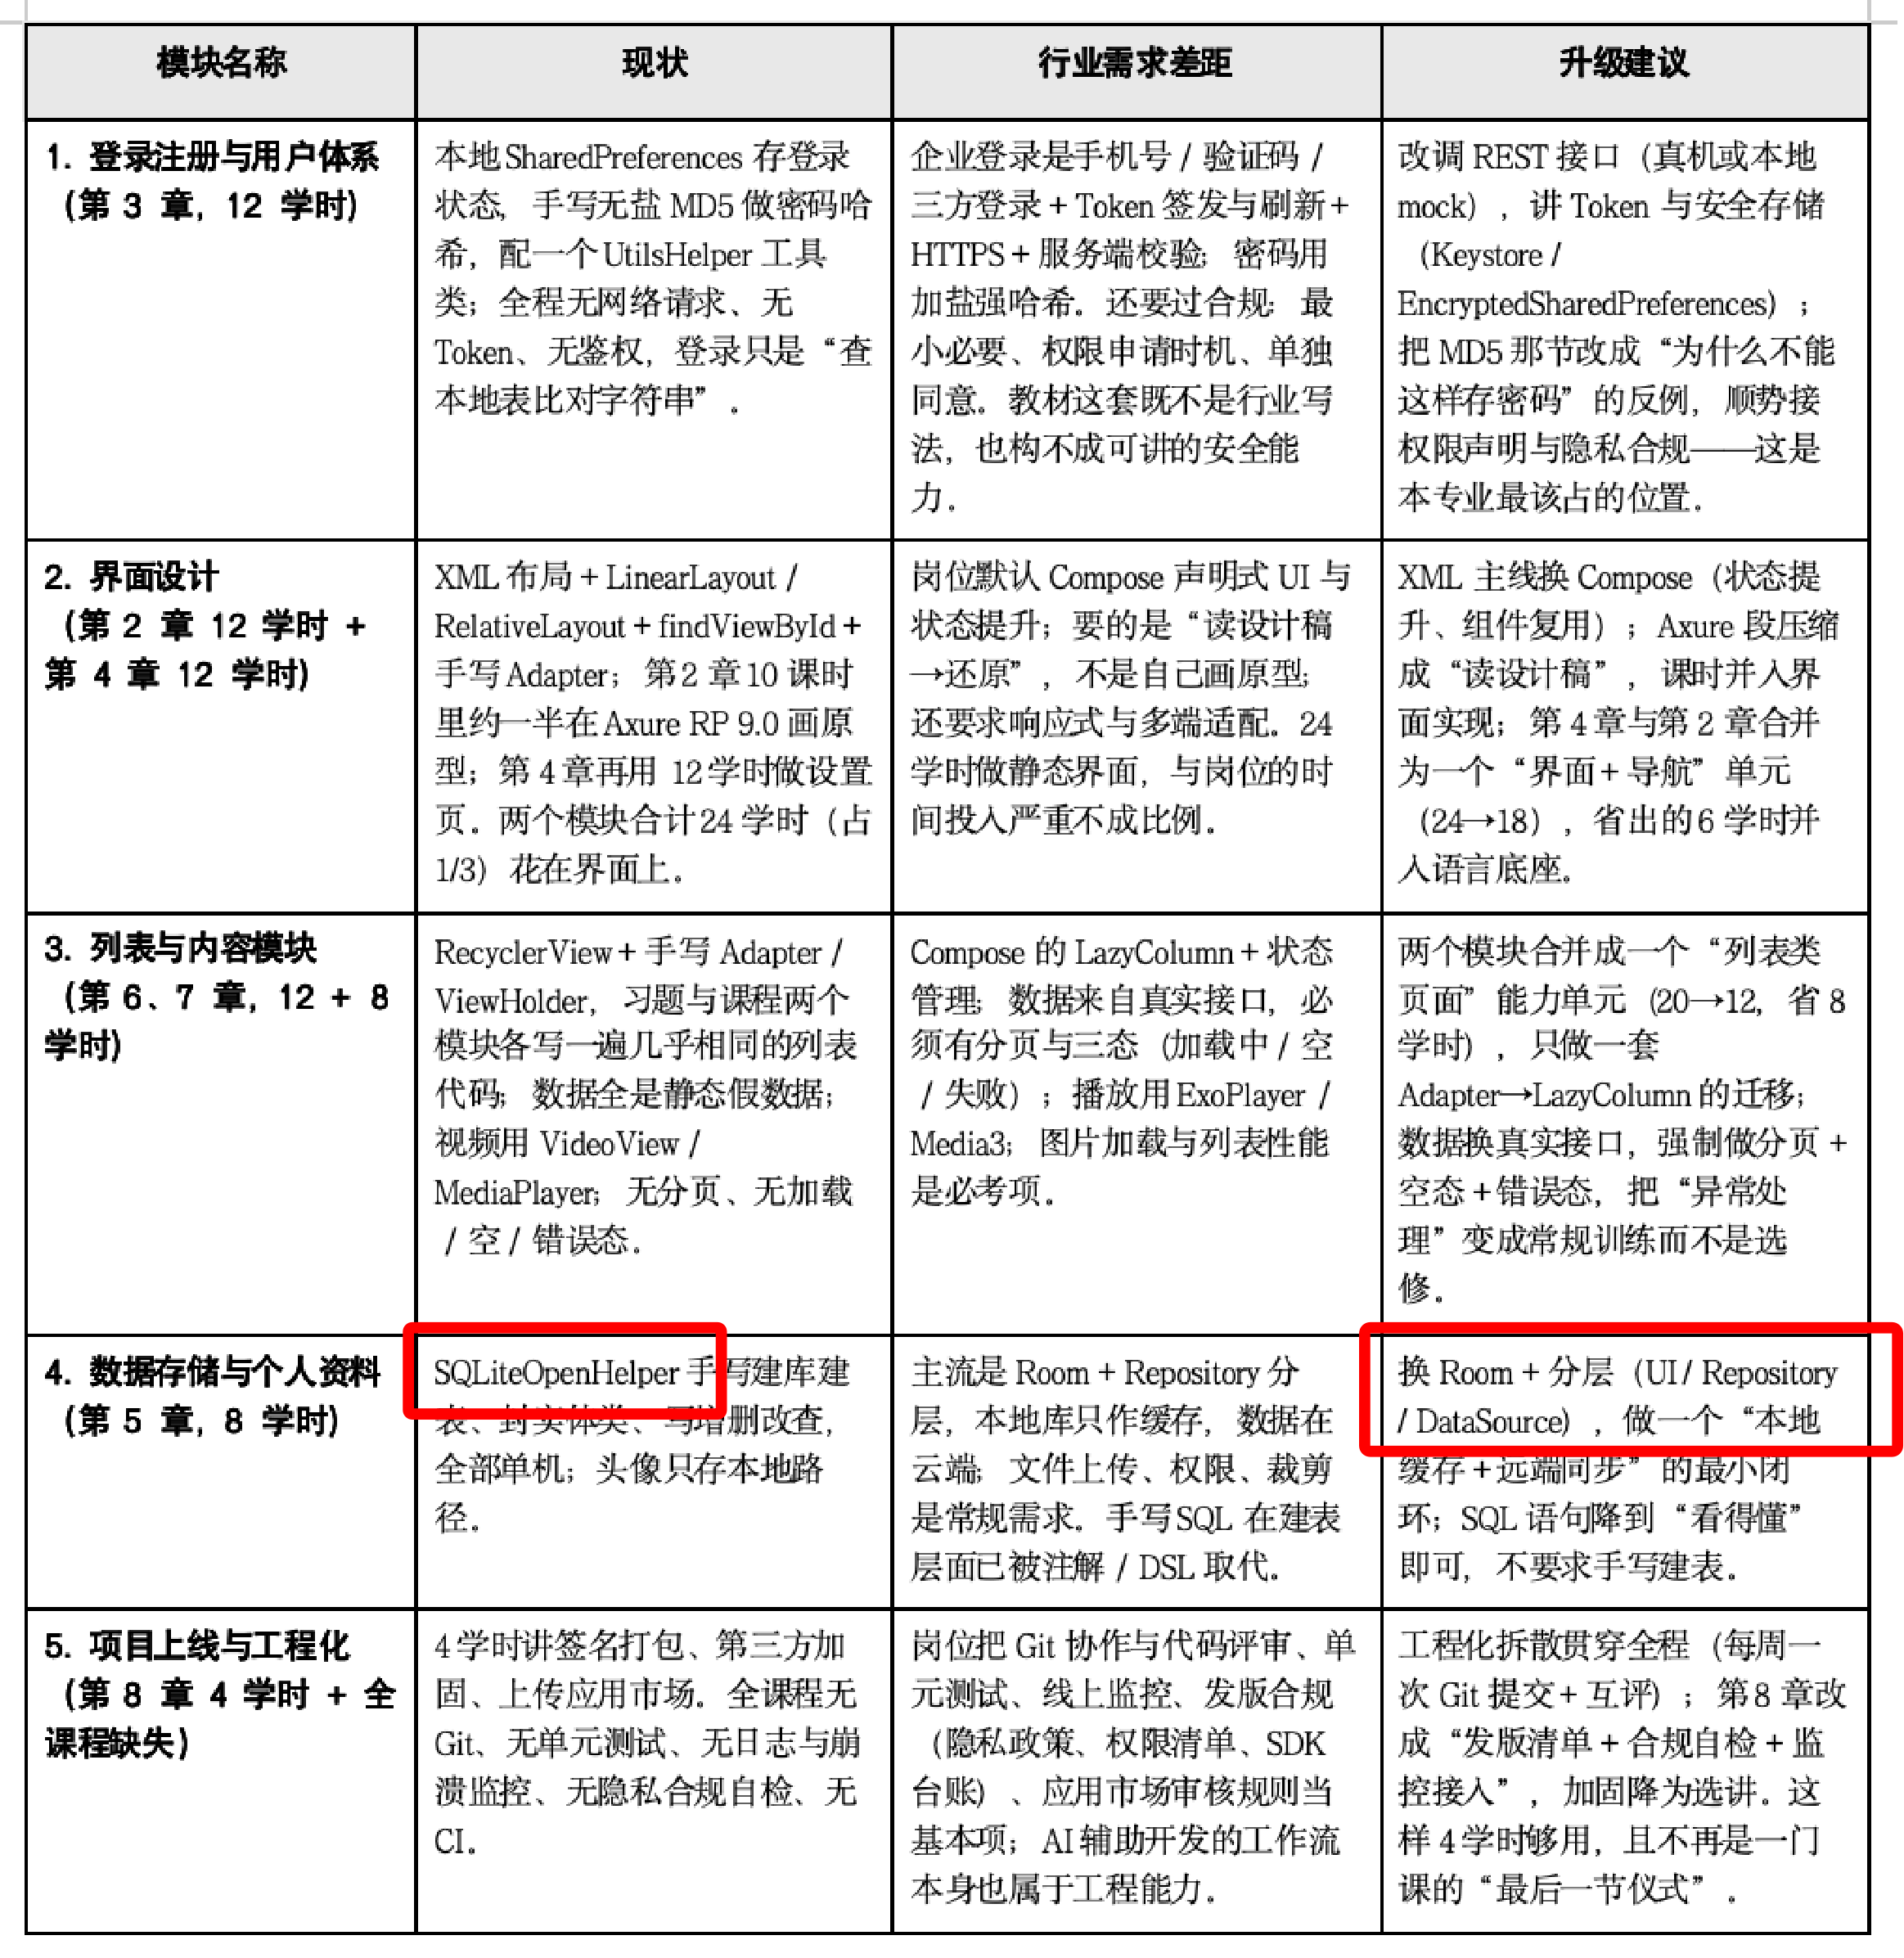 模块名称
现状
行业需求差距
升级建议
1. 登录注册与用户体系
（第 3 章，12 学时）
本地 SharedPreferences 存登录
状态，手写无盐 MD5 做密码哈
希，配一个 UtilsHelper 工具
类；全程无网络请求、无
Token、无鉴权，登录只是“查
本地表比对字符串”。
企业登录是手机号 / 验证码 /
三方登录 + Token 签发与刷新 +
HTTPS + 服务端校验；密码用
加盐强哈希。还要过合规：最
小必要、权限申请时机、单独
同意。教材这套既不是行业写
法，也构不成可讲的安全能
力。
改调 REST 接口（真机或本地
mock），讲 Token 与安全存储
（Keystore /
EncryptedSharedPreferences）；
把 MD5 那节改成“为什么不能
这样存密码”的反例，顺势接
权限声明与隐私合规——这是
本专业最该占的位置。
2. 界面设计
（第 2 章 12 学时 +
第 4 章 12 学时）
XML 布局 + LinearLayout /
RelativeLayout + findViewById +
手写 Adapter；第 2 章 10 课时
里约一半在 Axure RP 9.0 画原
型；第 4 章再用 12 学时做设置
页。两个模块合计 24 学时（占
1/3）花在界面上。
岗位默认 Compose 声明式 UI 与
状态提升；要的是“读设计稿
→还原”，不是自己画原型；
还要求响应式与多端适配。24
学时做静态界面，与岗位的时
间投入严重不成比例。
XML 主线换 Compose（状态提
升、组件复用）；Axure 段压缩
成“读设计稿”，课时并入界
面实现；第 4 章与第 2 章合并
为一个“界面 + 导航”单元
（24→18），省出的 6 学时并
入语言底座。
3. 列表与内容模块
（第 6、7 章，12 + 8
学时）
RecyclerView + 手写 Adapter /
ViewHolder，习题与课程两个
模块各写一遍几乎相同的列表
代码；数据全是静态假数据；
视频用 VideoView /
MediaPlayer；无分页、无加载
/ 空 / 错误态。
Compose 的 LazyColumn + 状态
管理；数据来自真实接口，必
须有分页与三态（加载中 / 空
/ 失败）；播放用 ExoPlayer /
Media3；图片加载与列表性能
是必考项。
两个模块合并成一个“列表类
页面”能力单元（20→12，省 8
学时），只做一套
Adapter→LazyColumn 的迁移；
数据换真实接口，强制做分页 +
空态 + 错误态，把“异常处
理”变成常规训练而不是选
修。
4. 数据存储与个人资料
（第 5 章，8 学时）
SQLiteOpenHelper 手写建库建
表、封实体类、写增删改查，
全部单机；头像只存本地路
径。
主流是 Room + Repository 分
层，本地库只作缓存，数据在
云端；文件上传、权限、裁剪
是常规需求。手写 SQL 在建表
层面已被注解 / DSL 取代。
换 Room + 分层（UI / Repository
/ DataSource），做一个“本地
缓存 + 远端同步”的最小闭
环；SQL 语句降到“看得懂”
即可，不要求手写建表。
5. 项目上线与工程化
（第 8 章 4 学时 + 全
课程缺失）
4 学时讲签名打包、第三方加
固、上传应用市场。全课程无
Git、无单元测试、无日志与崩
溃监控、无隐私合规自检、无
CI。
岗位把 Git 协作与代码评审、单
元测试、线上监控、发版合规
（隐私政策、权限清单、SDK
台账）、应用市场审核规则当
基本项；AI 辅助开发的工作流
本身也属于工程能力。
工程化拆散贯穿全程（每周一
次 Git 提交 + 互评）；第 8 章改
成“发版清单 + 合规自检 + 监
控接入”，加固降为选讲。这
样 4 学时够用，且不再是一门
课的“最后一节仪式”。